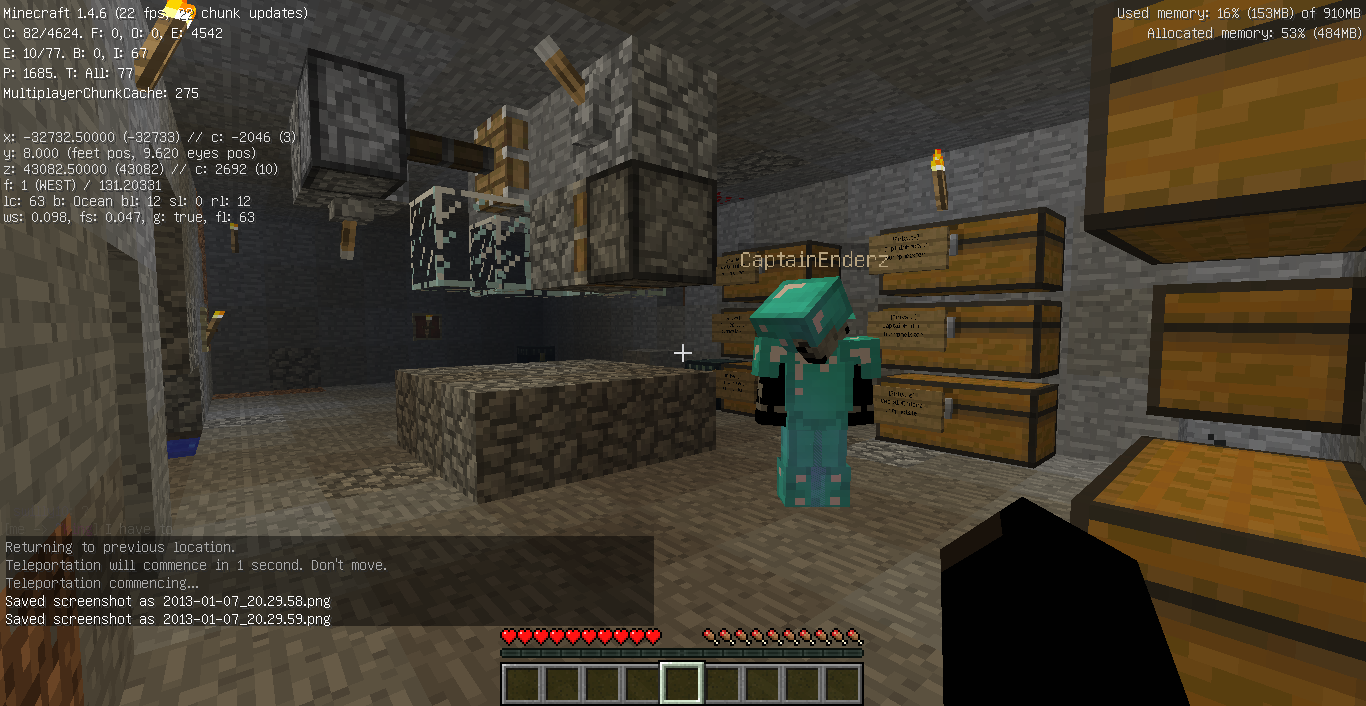 Minecraft 1.4.6 (22 fps, 22 chunk updates)
C: 82/4624. F: 0, O: 0, E: 4542
E: 10/77. B: 0, I: 67
P: 1685. T: All: 77
MultiplayerChunkCache: 275
x: -32732.50000 (-32733) // c: -2046 (3)
y: 8.000 (feet pos, 9.620 eyes pos)
z: 43082.50000 (43082) // c: 2692 (10)
f: 1 (WEST) / 131.20331
lc: 63 b: Ocean bl: 12 sl: 0 rl: 12
ws: 0.098, fs: 0.047, g: true, fl: 63
Used memory: 16% (153MB) of 910MB
Allocated memory: 53% (484MB)
CaptainEnderz
I have to
Returning to previous location.
Teleportation will commence in 1 second. Don't move.
Teleportation commencing...
Saved screenshot as 2013-01-07_20.29.58.png
Saved screenshot as 2013-01-07_20.29.59.png